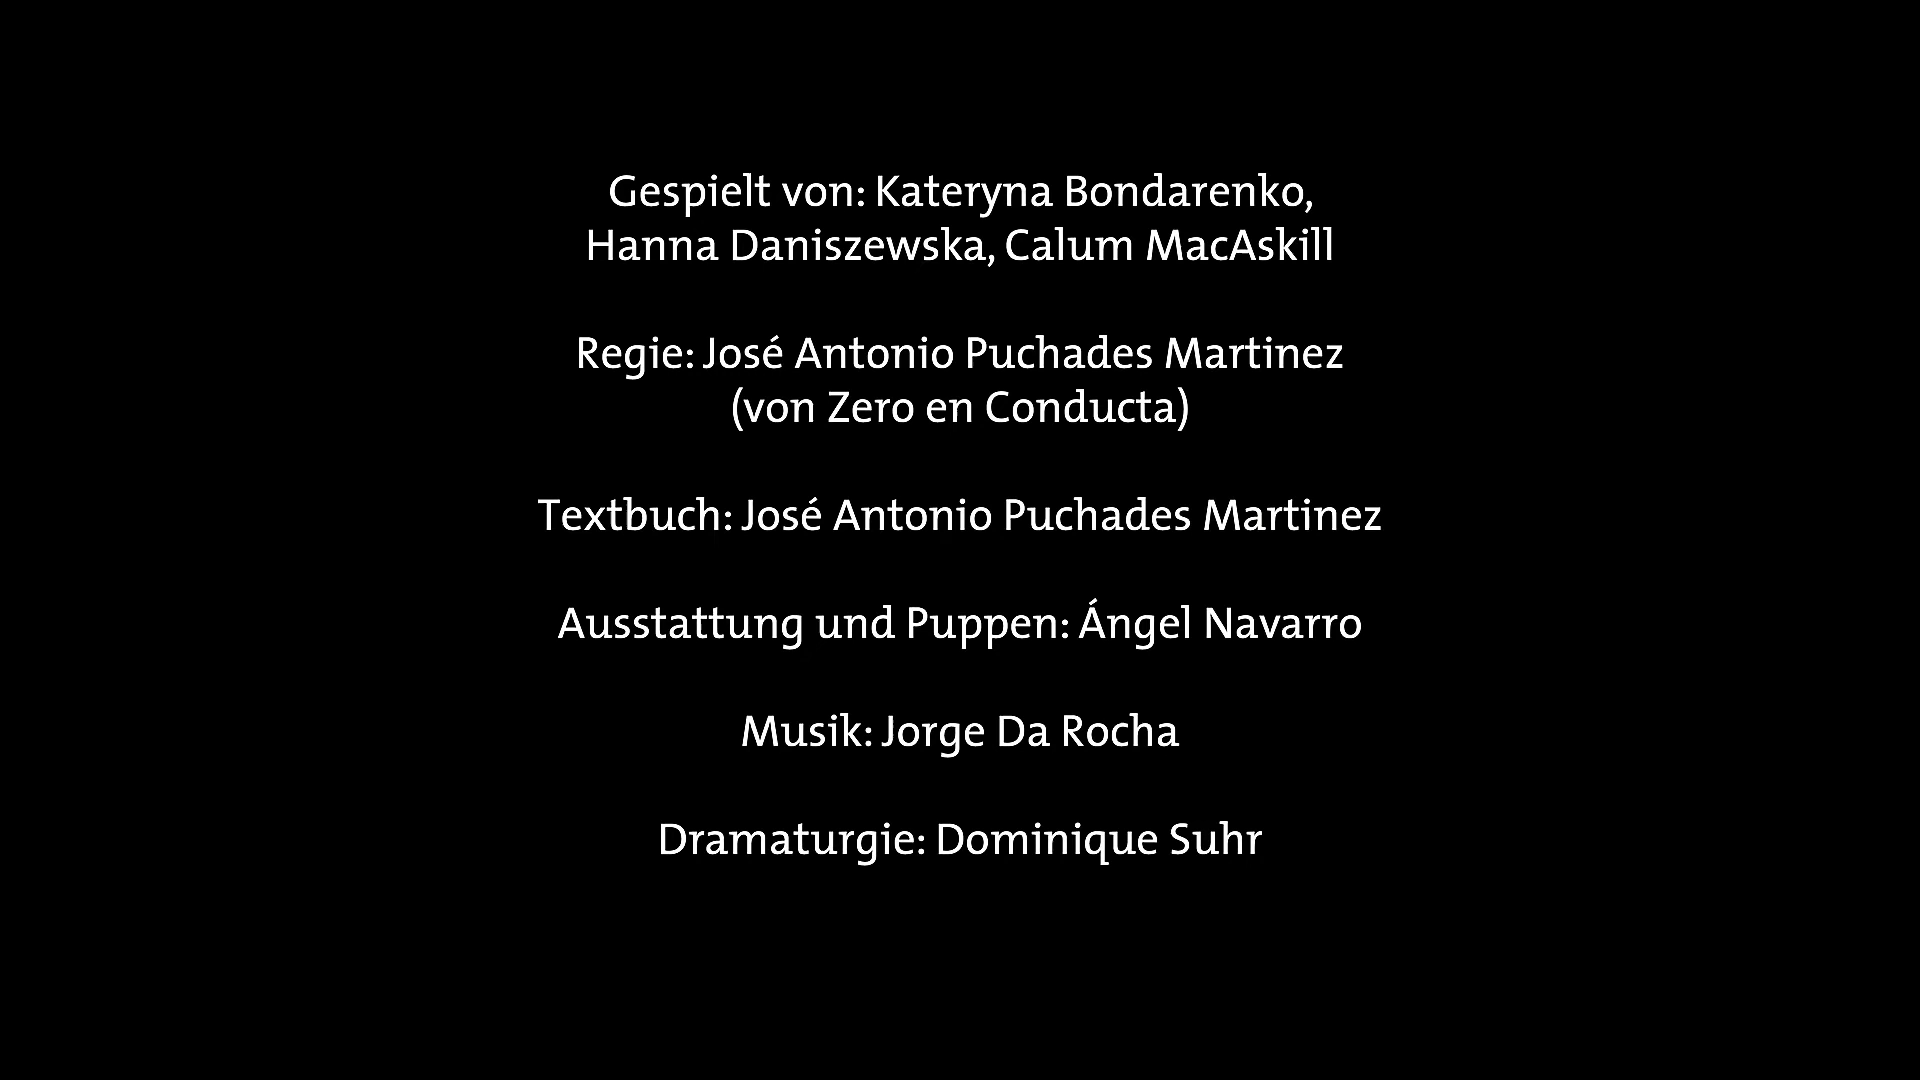 Gespielt von: Kateryna Bondarenko,
Hanna Daniszewska, Calum MacAskill
Regie: José Antonio Puchades Martinez
(von Zero en Conducta)
Textbuch: José Antonio Puchades Martinez
Ausstattung und Puppen: Ángel Navarro
Musik: Jorge Da Rocha
Dramaturgie: Dominique Suhr